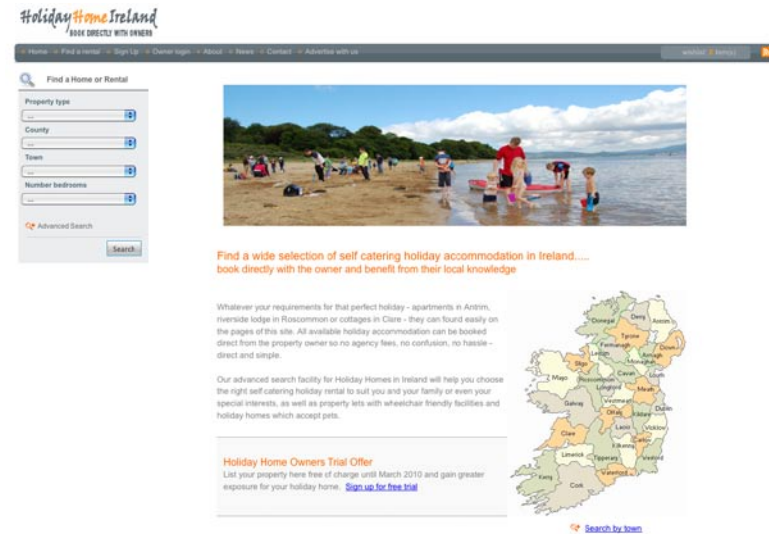 HolidayHomeIreland
BOOK DIRECTLY WITH OWNERS
Home Find a rental Sign Up Owner login About News Contact Advertise with us
wishlist
Find a Home or Rental
Property type
...
County
...
Town
...
Number bedrooms
...
Advanced Search
Search
Find a wide selection of self catering holiday accommodation in Ireland.....
book directly with the owner and benefit from their local knowledge
Whatever your requirements for that perfect holiday - apartments in Antrim,
riverside lodge in Roscommon or cottages in Clare - they can found easily on
the pages of this site. All available holiday accommodation can be booked
direct from the property owner so no agency fees, no confusion, no hassle -
direct and simple.
Our advanced search facility for Holiday Homes in Ireland will help you choose
the right self catering holiday rental to suit you and your family or even your
special interests, as well as property lets with wheelchair friendly facilities and
holiday homes which accept pets.
Holiday Home Owners Trial Offer
List your property here free of charge until March 2010 and gain greater
exposure for your holiday home. Sign up for free trial
Donegal Derry Antrim
Tyrone
Fermanagh Down
Armagh
Sligo Leitrim Monaghan
Mayo Roscommon Cavan Louth
Longford Meath
Galway Westmeath Dublin
Offaly Kildare
Clare Laois Wicklow
Carlow
Kilkenny
Limerick Tipperary Wexford
Waterford
Kerry Cork
Search by town